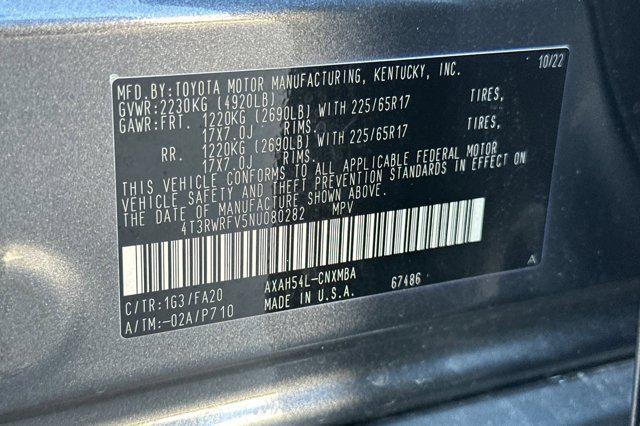 MFD.BY:TOYOTA MOTOR MANUFACTURING, KENTUCKY, INC. 10/22
GVWR:2230KG (4920LB)
GAWR:FRT. 1220KG (2690LB) WITH 225/65R17 TIRES,
17X7.0J RIMS.
RR. 1220KG (2690LB) WITH 225/65R17 TIRES,
17X7.0J RIMS.
THIS VEHICLE CONFORMS TO ALL APPLICABLE FEDERAL MOTOR
VEHICLE SAFETY AND THEFT PREVENTION STANDARDS IN EFFECT ON
THE DATE OF MANUFACTURE SHOWN ABOVE.
4T3RWRFV5NU080282 MPV
C/TR:1G3/FA20 AXAH54L-CNXMBA 67486 A
A/TM:-02A/P710 MADE IN U.S.A.